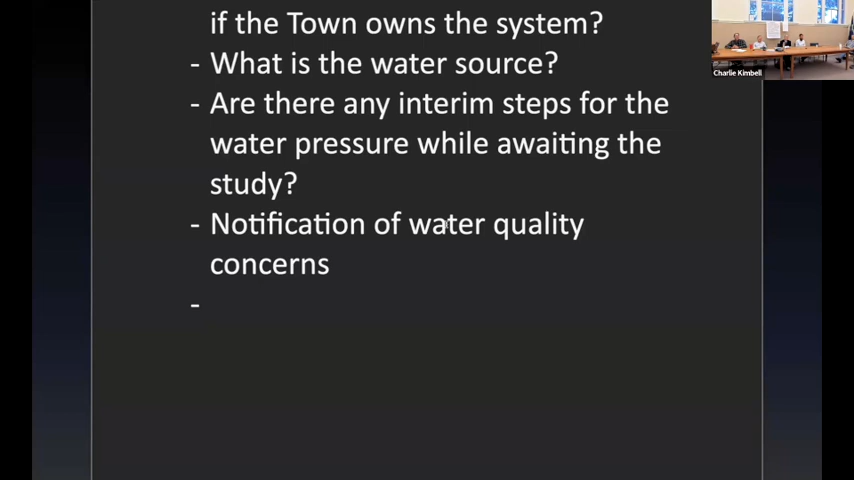 if the Town owns the system?
- What is the water source?
- Are there any interim steps for the
water pressure while awaiting the
study?
- Notification of water quality
concerns
-
Charlie Kimbell